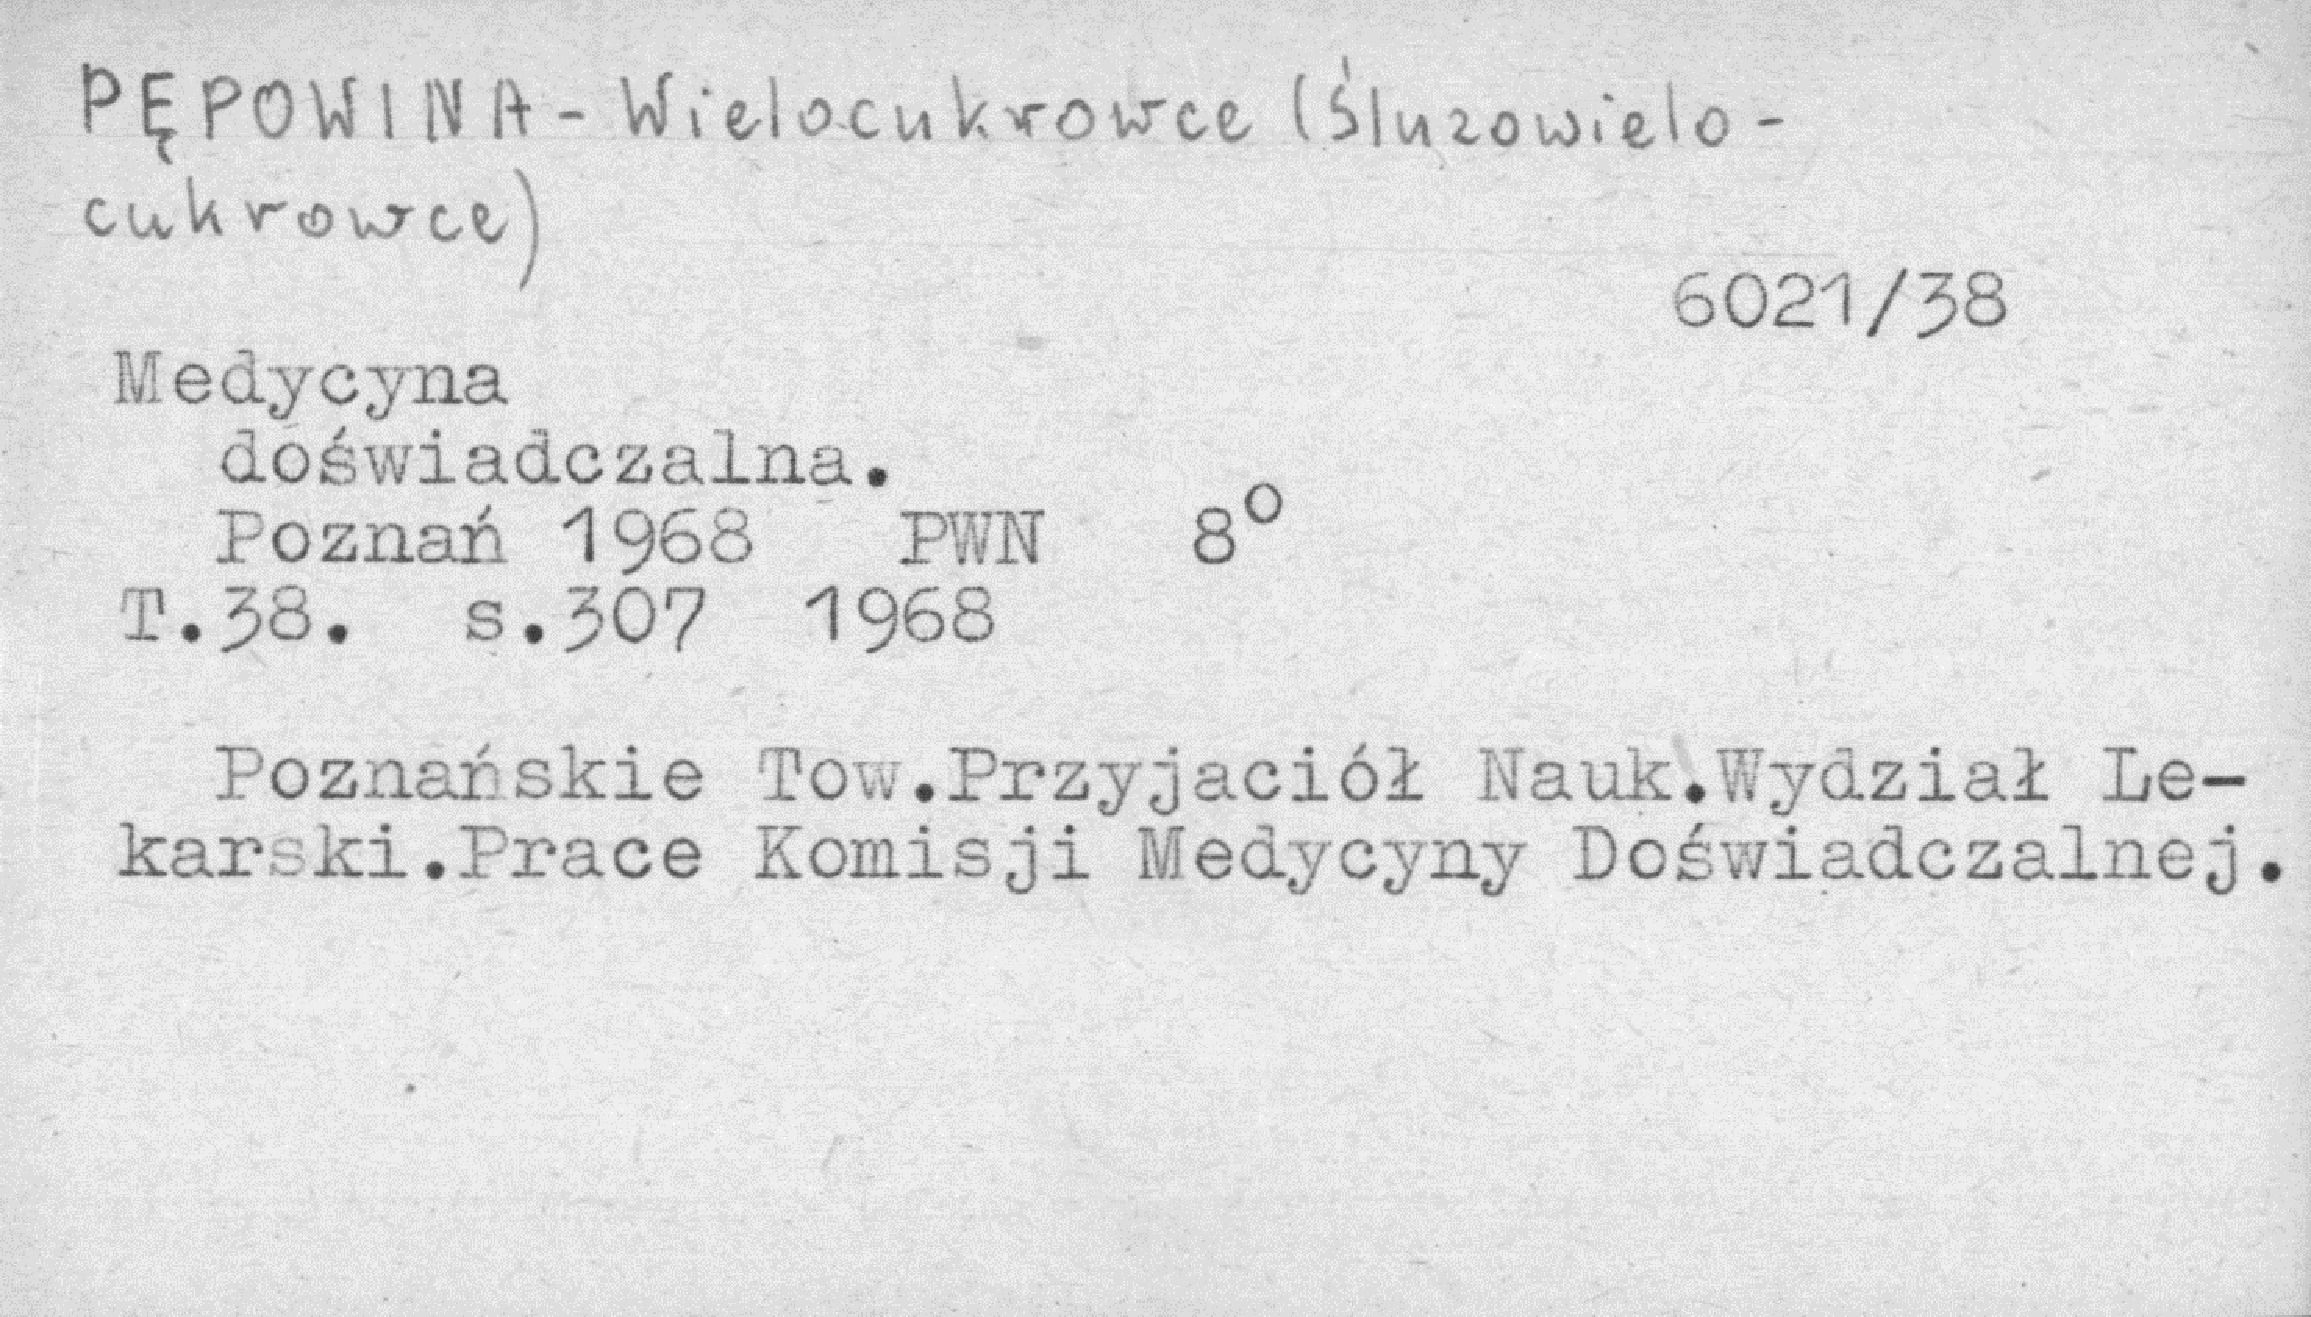 PĘPOWINA - Wielocukrowce (Śluzowielo-
cukrowce)
6021/38
Medycyna
doświadczalna.
Poznań 1968 PWN 8°
T.38. s.307 1968
Poznańskie Tow.Przyjaciół Nauk.Wydział Le-
karski.Prace Komisji Medycyny Doświadczalnej.